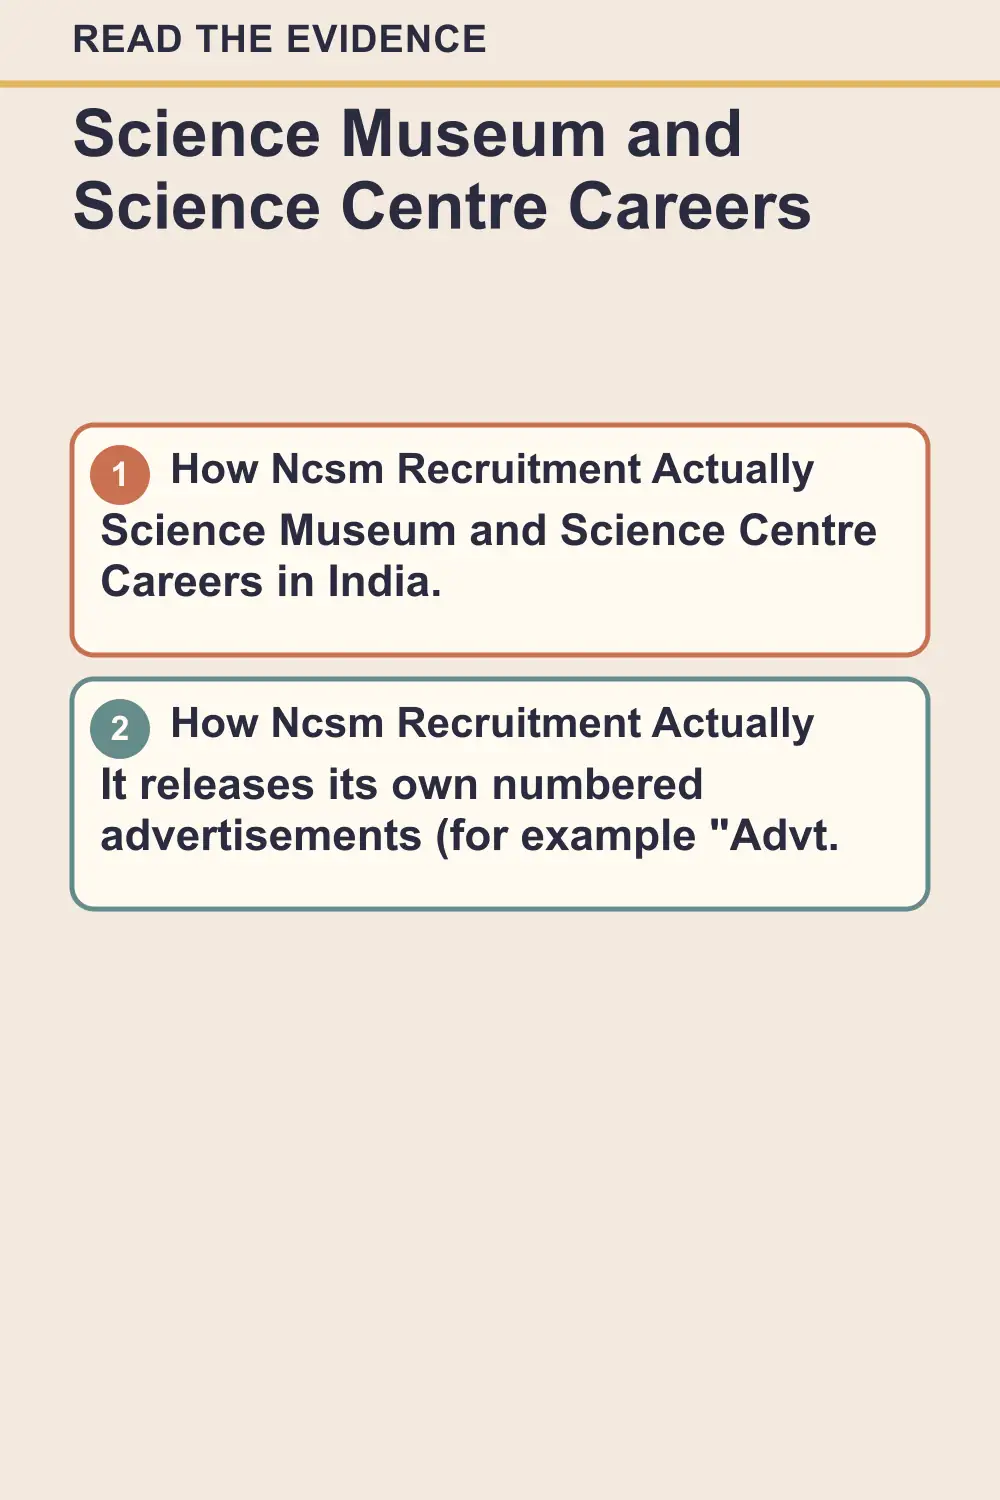 READ THE EVIDENCE
Science Museum and
Science Centre Careers
1 How Ncsm Recruitment Actually
Science Museum and Science Centre
Careers in India.
2 How Ncsm Recruitment Actually
It releases its own numbered
advertisements (for example "Advt.